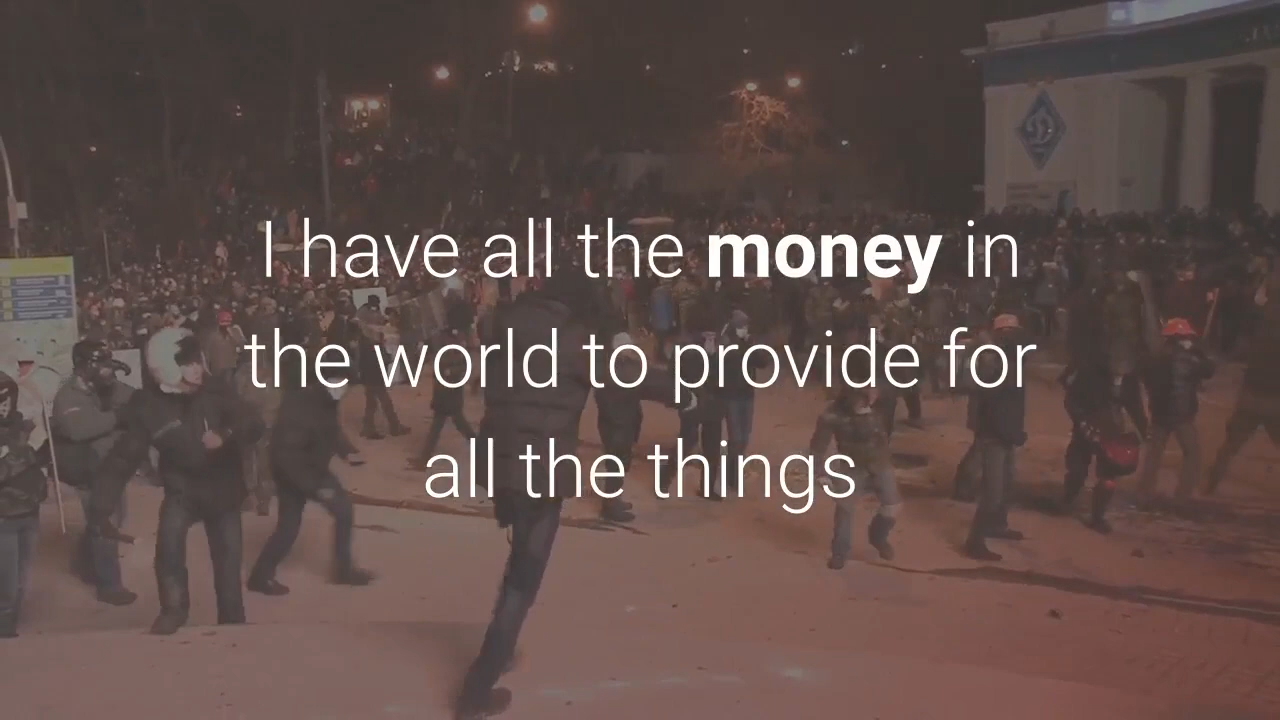 I have all the money in
the world to provide for
all the things